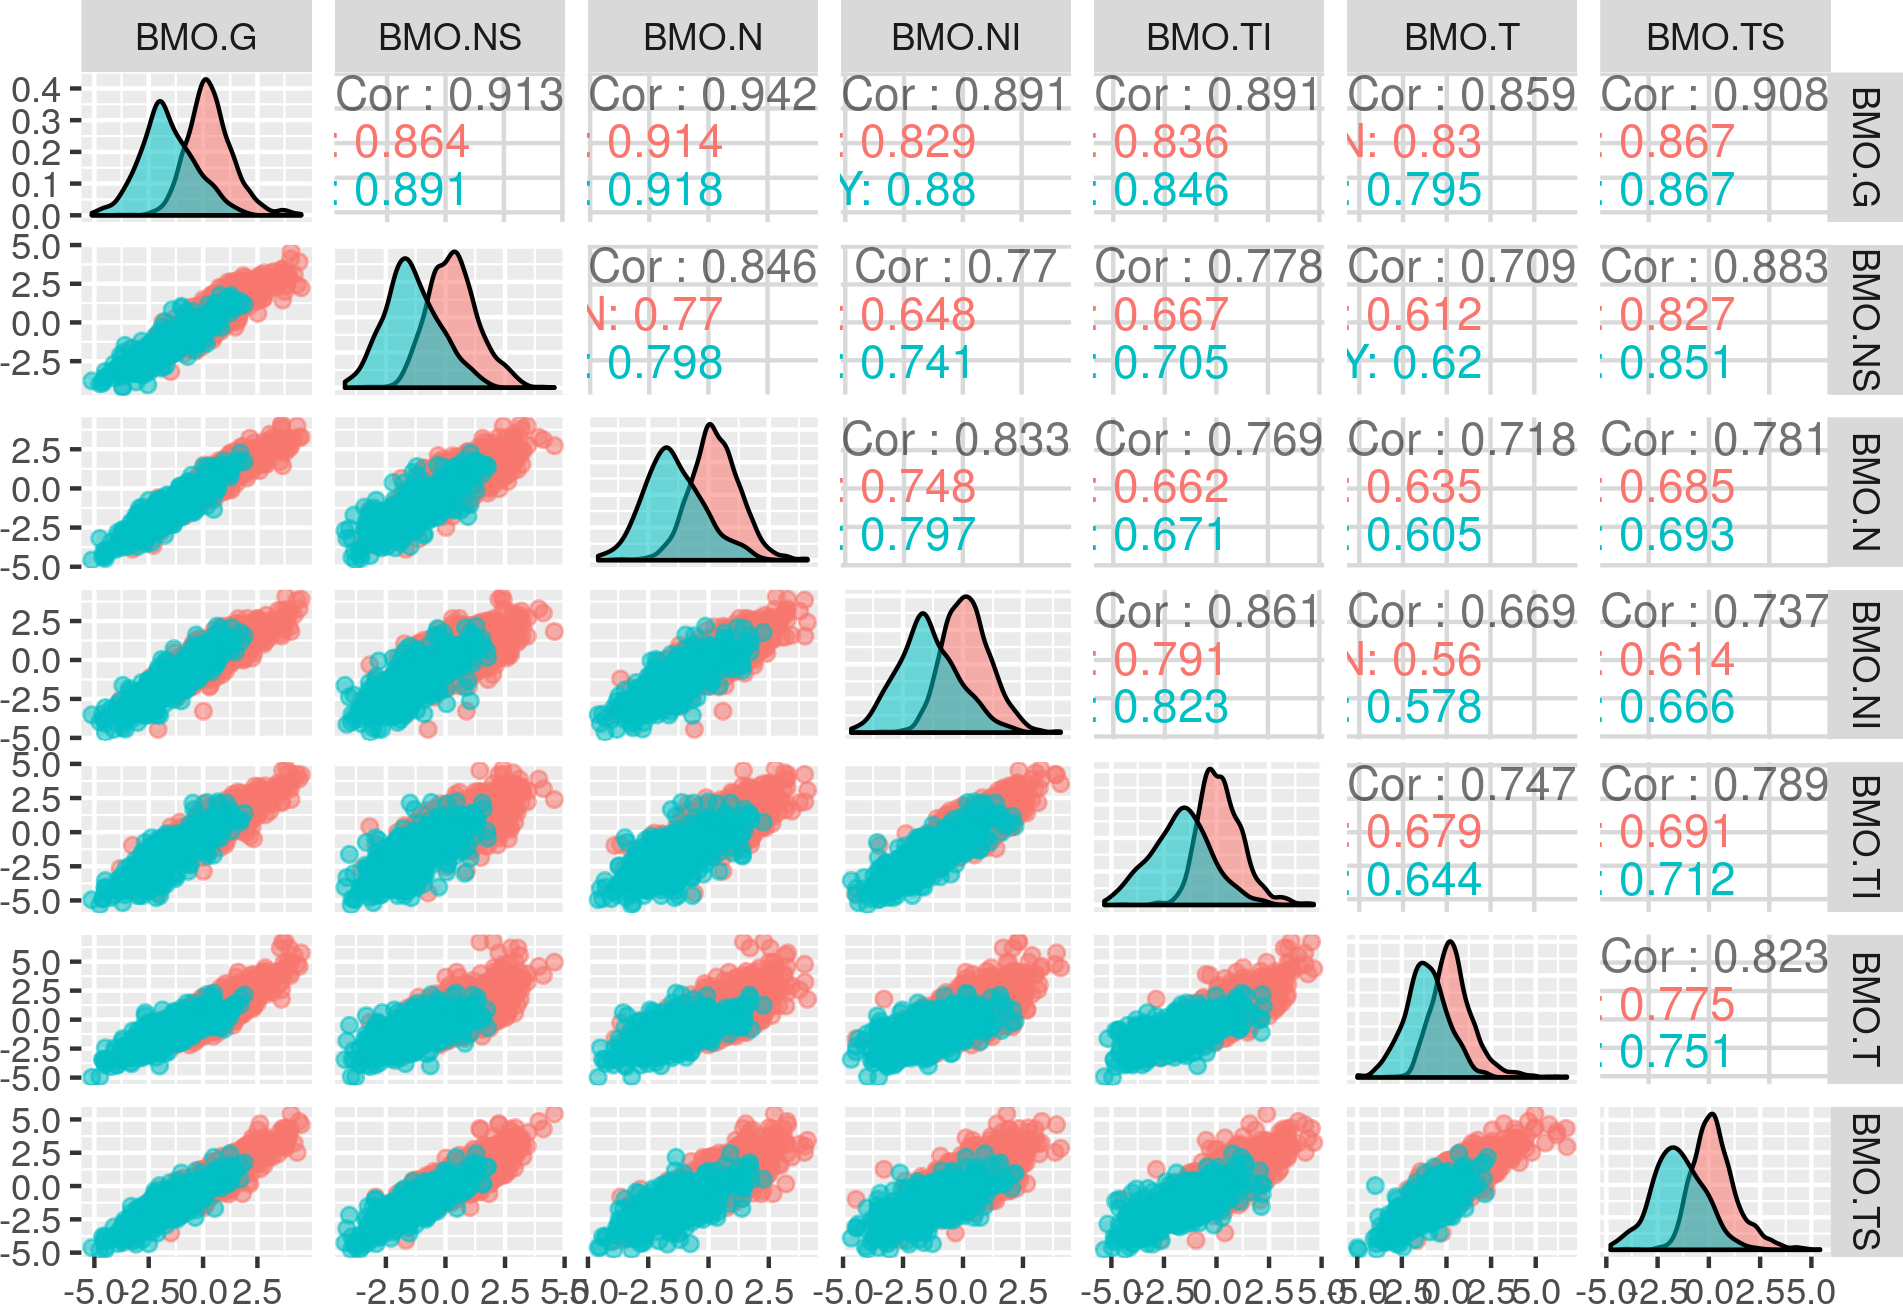 BMO.G BMO.NS BMO.N BMO.NI BMO.TI BMO.T BMO.TS
0.4 Cor : 0.913 Cor : 0.942 Cor : 0.891 Cor : 0.891 Cor : 0.859 Cor : 0.908 BMO.G
0.3 : 0.864 : 0.914 : 0.829 : 0.836 N: 0.83 : 0.867
0.2
0.1 : 0.891 : 0.918 Y: 0.88 : 0.846 : 0.795 : 0.867
0.0
5.0 Cor : 0.846 Cor : 0.77 Cor : 0.778 Cor : 0.709 Cor : 0.883 BMO.NS
2.5 N: 0.77 : 0.648 : 0.667 : 0.612 : 0.827
0.0
-2.5 : 0.798 : 0.741 : 0.705 Y: 0.62 : 0.851
2.5 Cor : 0.833 Cor : 0.769 Cor : 0.718 Cor : 0.781 BMO.N
0.0 : 0.748 : 0.662 : 0.635 : 0.685
-2.5 : 0.797 : 0.671 : 0.605 : 0.693
-5.0
2.5 Cor : 0.861 Cor : 0.669 Cor : 0.737 BMO.NI
0.0 : 0.791 N: 0.56 : 0.614
-2.5 : 0.823 : 0.578 : 0.666
-5.0
5.0 Cor : 0.747 Cor : 0.789 BMO.TI
2.5
0.0 : 0.679 : 0.691
-2.5 : 0.644 : 0.712
-5.0
5.0 Cor : 0.823 BMO.T
2.5 : 0.775
0.0
-2.5 : 0.751
-5.0
5.0 BMO.TS
2.5
0.0
-2.5
-5.0
-5.0 -2.5 0.0 2.5 -2.5 0.0 2.5 5.0 -5.0 -2.5 0.0 2.5 -5.0 -2.5 0.0 2.5 -5.0 -2.5 0.0 2.5 5.0 -5.0 -2.5 0.0 2.5 5.0 -5.0 -2.5 0.0 2.5 5.0